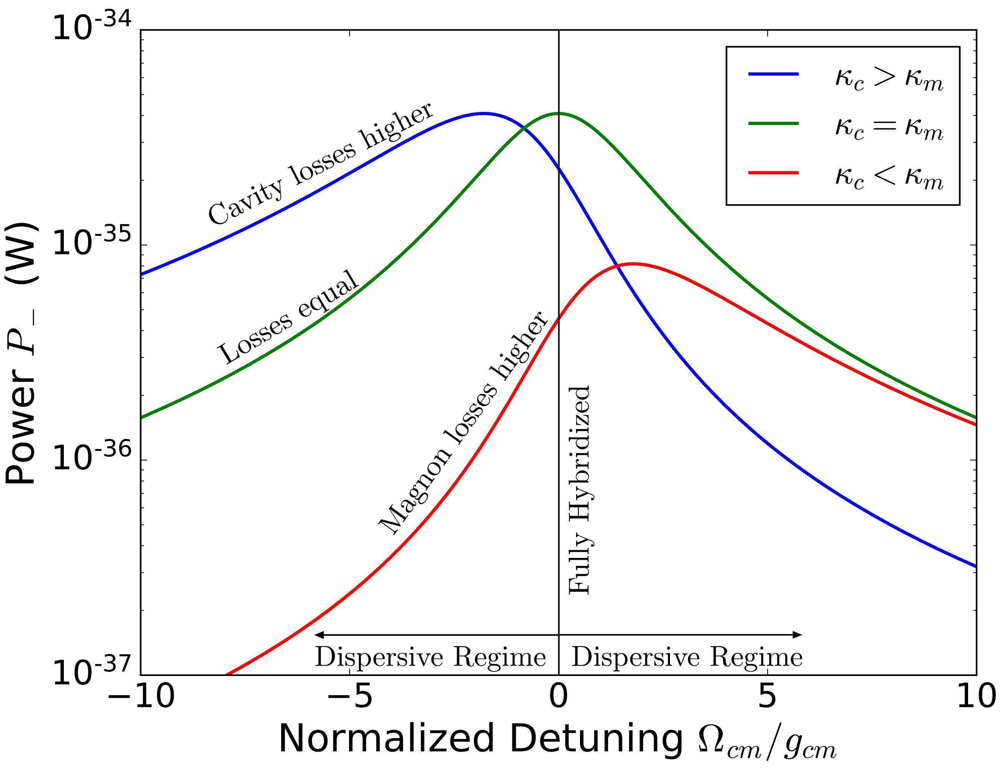 10^-34
10^-35
10^-36
10^-37
Power P_− (W)
κ_c > κ_m
κ_c = κ_m
κ_c < κ_m
Cavity losses higher
Losses equal
Magnon losses higher
Fully Hybridized
Dispersive Regime
Dispersive Regime
−10
−5
0
5
10
Normalized Detuning Ω_cm/g_cm